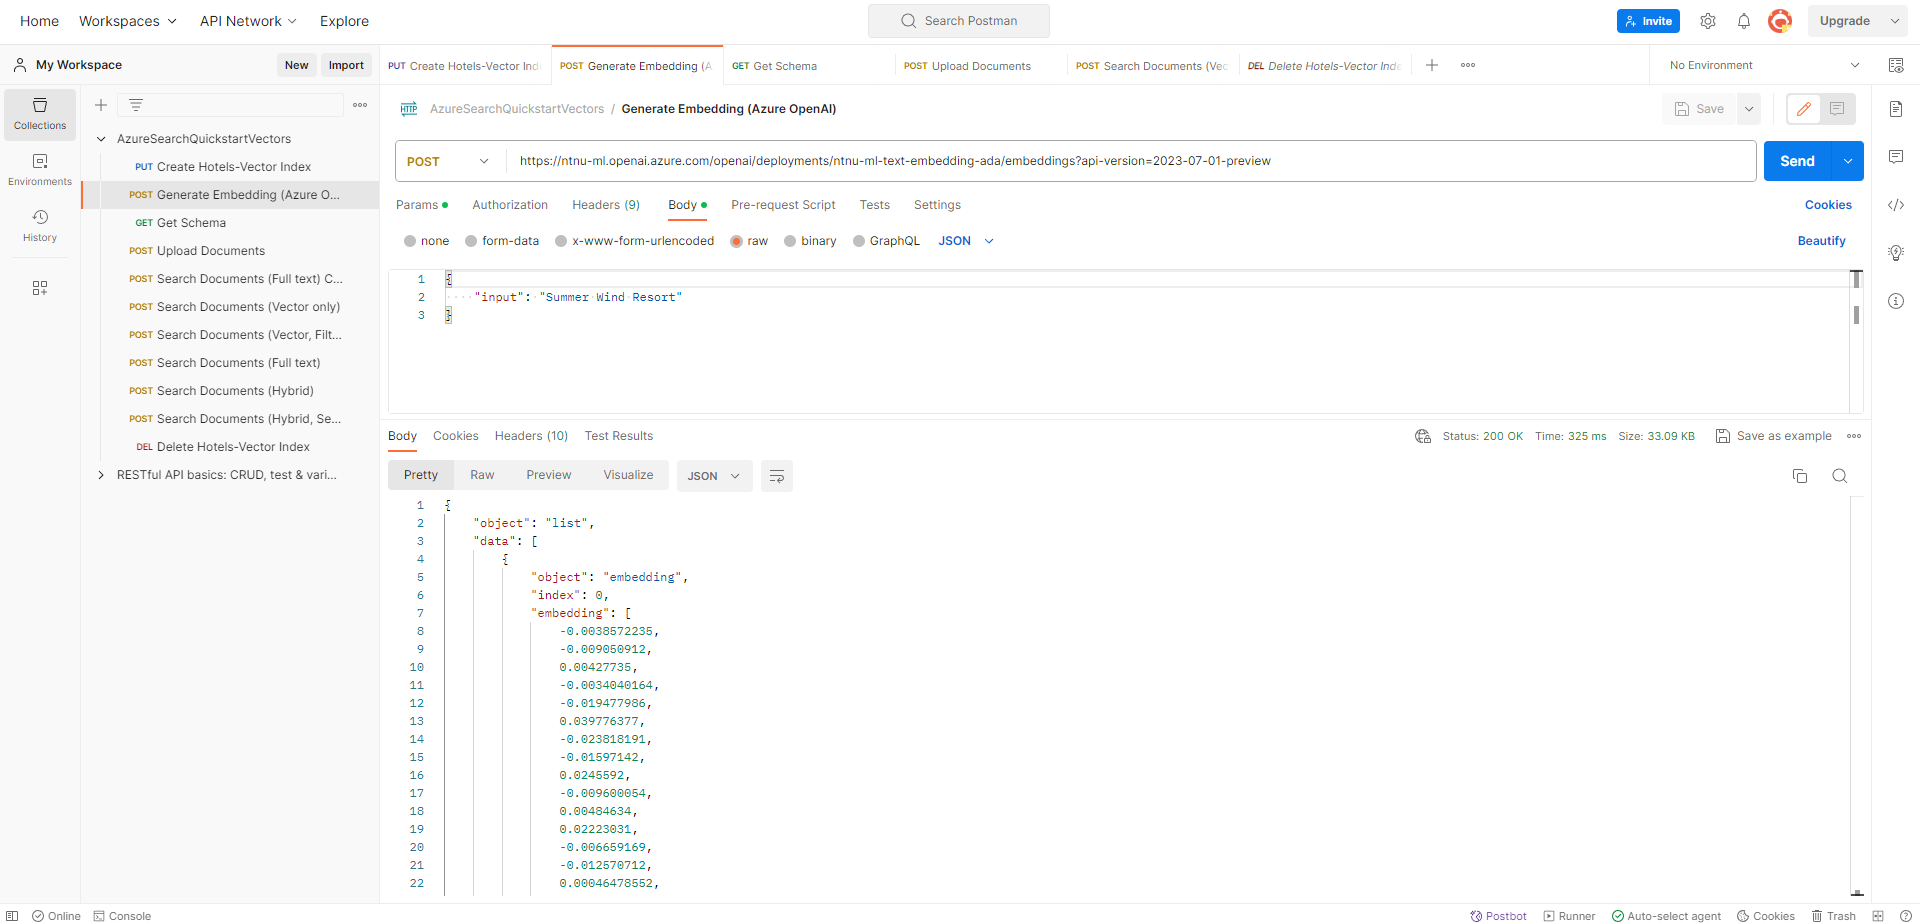 Home Workspaces API Network Explore Search Postman Invite Upgrade
My Workspace New Import
PUT Create Hotels-Vector Ind POST Generate Embedding (A GET Get Schema POST Upload Documents POST Search Documents (Vec DEL Delete Hotels-Vector Inde No Environment
Collections
Environments
History
AzureSearchQuickstartVectors
PUT Create Hotels-Vector Index
POST Generate Embedding (Azure O...
GET Get Schema
POST Upload Documents
POST Search Documents (Full text) C...
POST Search Documents (Vector only)
POST Search Documents (Vector, Filt...
POST Search Documents (Full text)
POST Search Documents (Hybrid)
POST Search Documents (Hybrid, Se...
DEL Delete Hotels-Vector Index
RESTful API basics: CRUD, test & vari...
HTTP AzureSearchQuickstartVectors / Generate Embedding (Azure OpenAI) Save
POST https://ntnu-ml.openai.azure.com/openai/deployments/ntnu-ml-text-embedding-ada/embeddings?api-version=2023-07-01-preview Send
Params Authorization Headers (9) Body Pre-request Script Tests Settings Cookies
none form-data x-www-form-urlencoded raw binary GraphQL JSON Beautify
1 {
2 "input": "Summer Wind Resort"
3 }
Body Cookies Headers (10) Test Results Status: 200 OK Time: 325 ms Size: 33.09 KB Save as example
Pretty Raw Preview Visualize JSON
1 {
2 "object": "list",
3 "data": [
4 {
5 "object": "embedding",
6 "index": 0,
7 "embedding": [
8 -0.0038572235,
9 -0.009050912,
10 0.00427735,
11 -0.0034040164,
12 -0.019477986,
13 0.039776377,
14 -0.023818191,
15 -0.01597142,
16 0.0245592,
17 -0.009600054,
18 0.00484634,
19 0.02223031,
20 -0.006659169,
21 -0.012570712,
22 0.00046478552,
Online Console Postbot Runner Auto-select agent Cookies Trash